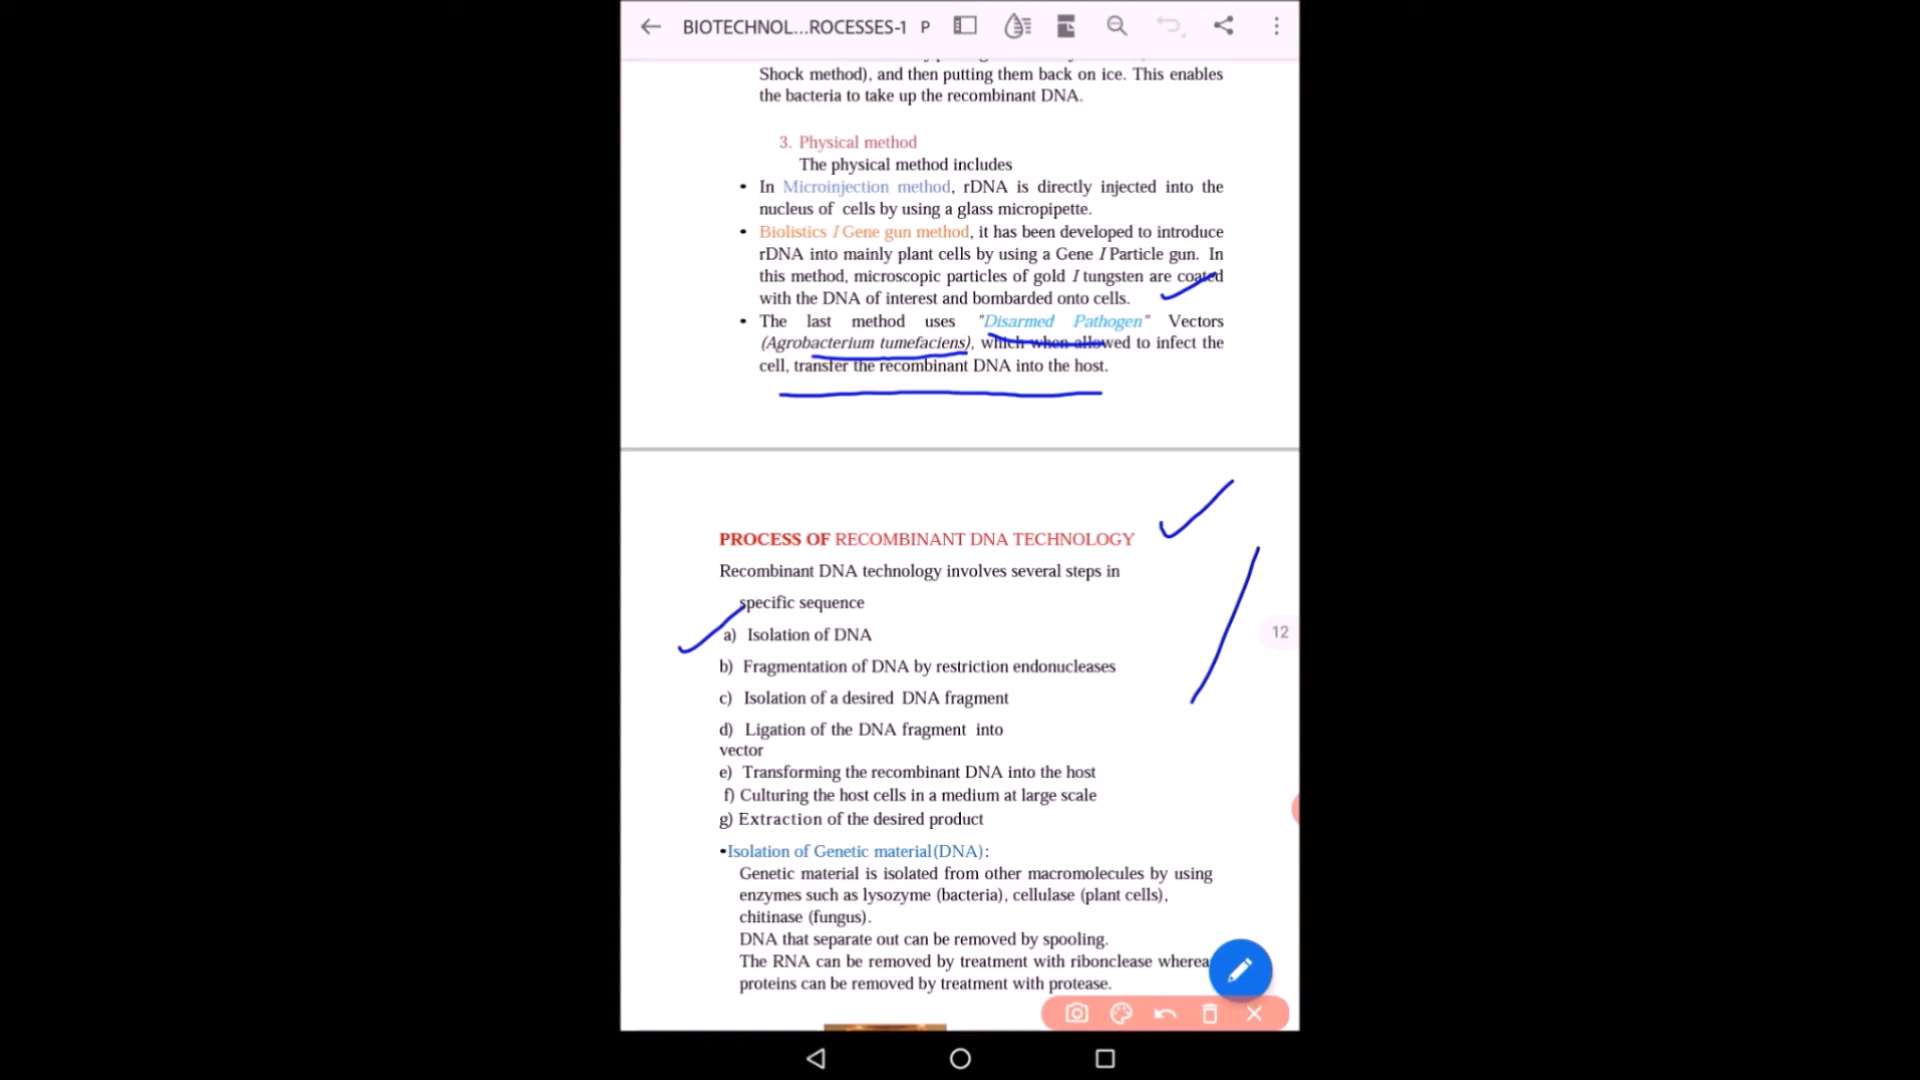 BIOTECHNOL...ROCESSES-1 P
Shock method), and then putting them back on ice. This enables
the bacteria to take up the recombinant DNA.
3. Physical method
The physical method includes
• In Microinjection method, rDNA is directly injected into the
nucleus of cells by using a glass micropipette.
• Biolistics I Gene gun method, it has been developed to introduce
rDNA into mainly plant cells by using a Gene I Particle gun. In
this method, microscopic particles of gold I tungsten are coated
with the DNA of interest and bombarded onto cells.
• The last method uses "Disarmed Pathogen" Vectors
(Agrobacterium tumefaciens), which when allowed to infect the
cell, transfer the recombinant DNA into the host.
PROCESS OF RECOMBINANT DNA TECHNOLOGY
Recombinant DNA technology involves several steps in
specific sequence
12
a) Isolation of DNA
b) Fragmentation of DNA by restriction endonucleases
c) Isolation of a desired DNA fragment
d) Ligation of the DNA fragment into
vector
e) Transforming the recombinant DNA into the host
f) Culturing the host cells in a medium at large scale
g) Extraction of the desired product
•Isolation of Genetic material(DNA):
Genetic material is isolated from other macromolecules by using
enzymes such as lysozyme (bacteria), cellulase (plant cells),
chitinase (fungus).
DNA that separate out can be removed by spooling.
The RNA can be removed by treatment with ribonclease wherea
proteins can be removed by treatment with protease.